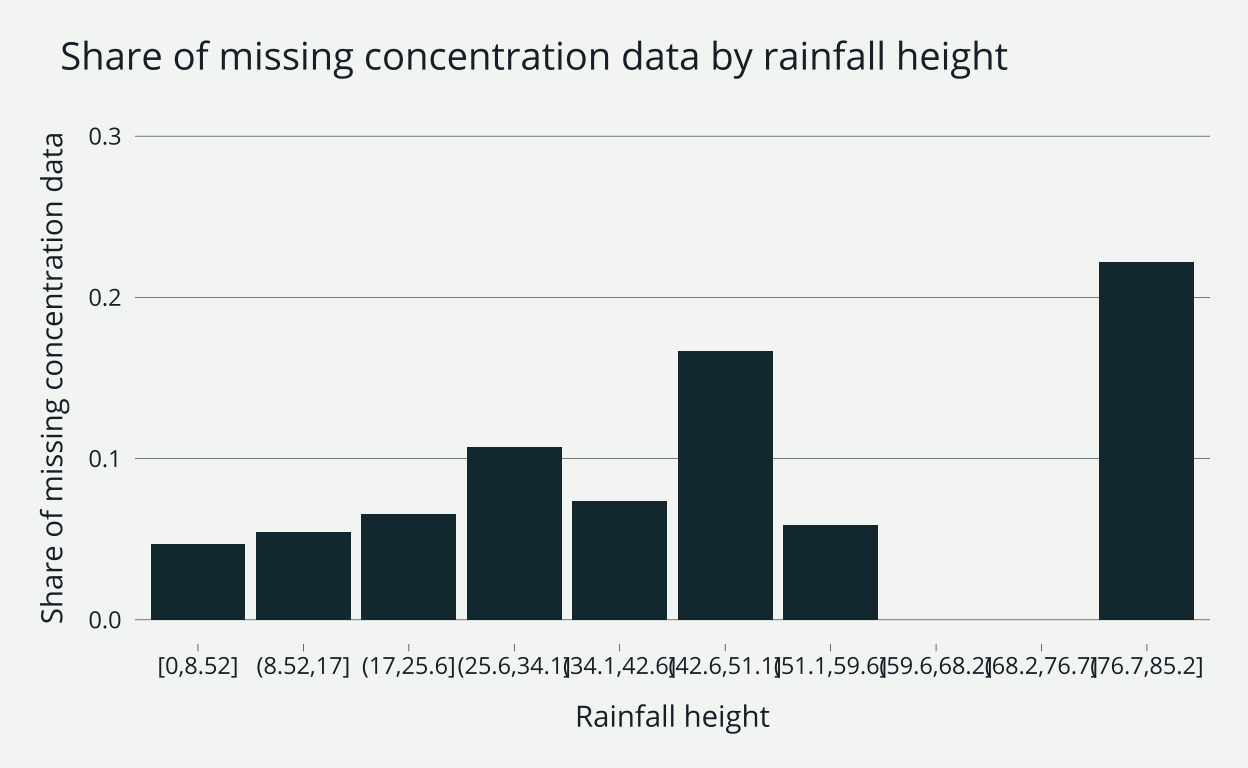 Share of missing concentration data by rainfall height
Share of missing concentration data
0.3
0.2
0.1
0.0
[0,8.52] (8.52,17] (17,25.6] (25.6,34.1] (34.1,42.6] (42.6,51.1] (51.1,59.6] (59.6,68.2] (68.2,76.7] (76.7,85.2]
Rainfall height